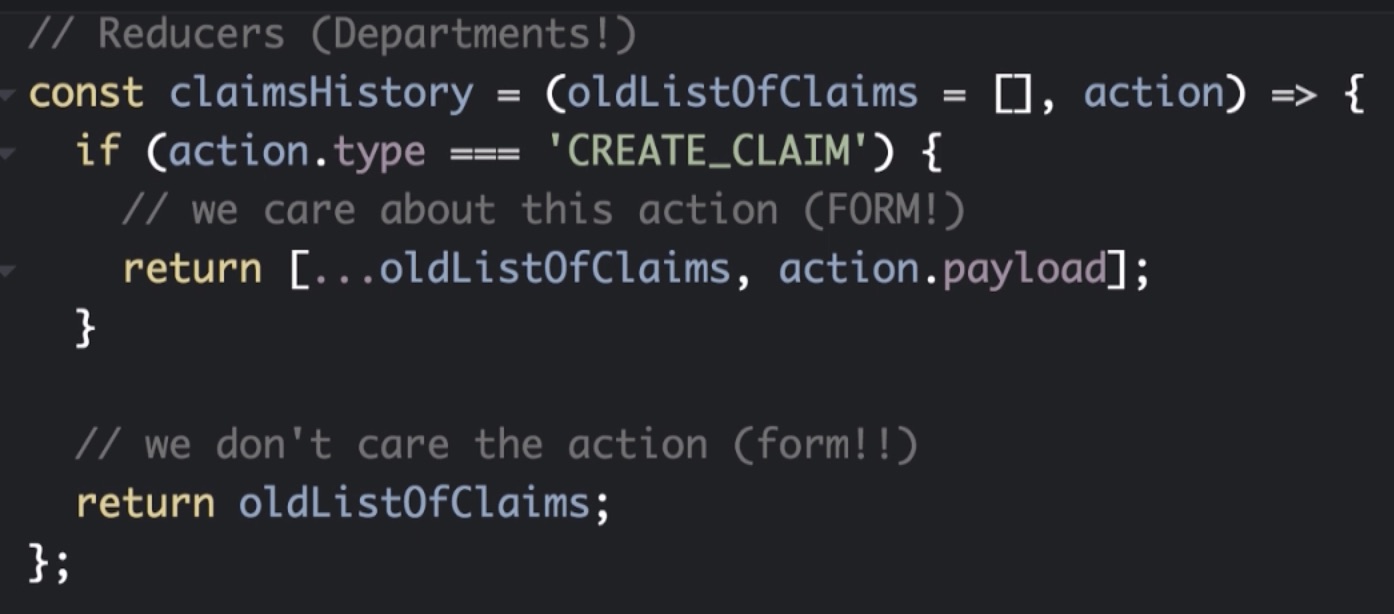 // Reducers (Departments!)
const claimsHistory = (oldListOfClaims = [], action) => {
  if (action.type === 'CREATE_CLAIM') {
    // we care about this action (FORM!)
    return [...oldListOfClaims, action.payload];
  }

  // we don't care the action (form!!)
  return oldListOfClaims;
};